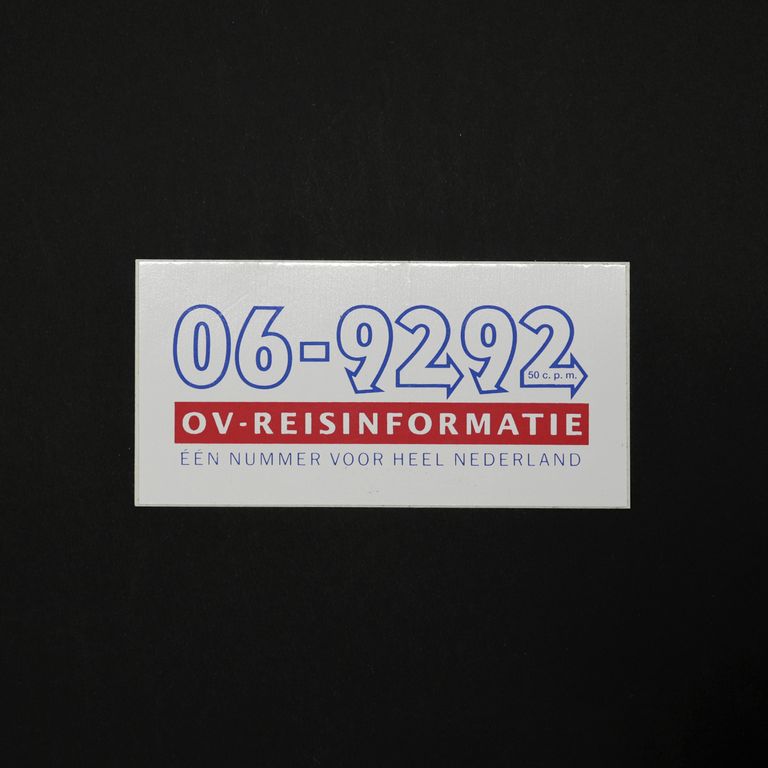 06-9292
50 c. p. m.
OV-REISINFORMATIE
ÉÉN NUMMER VOOR HEEL NEDERLAND